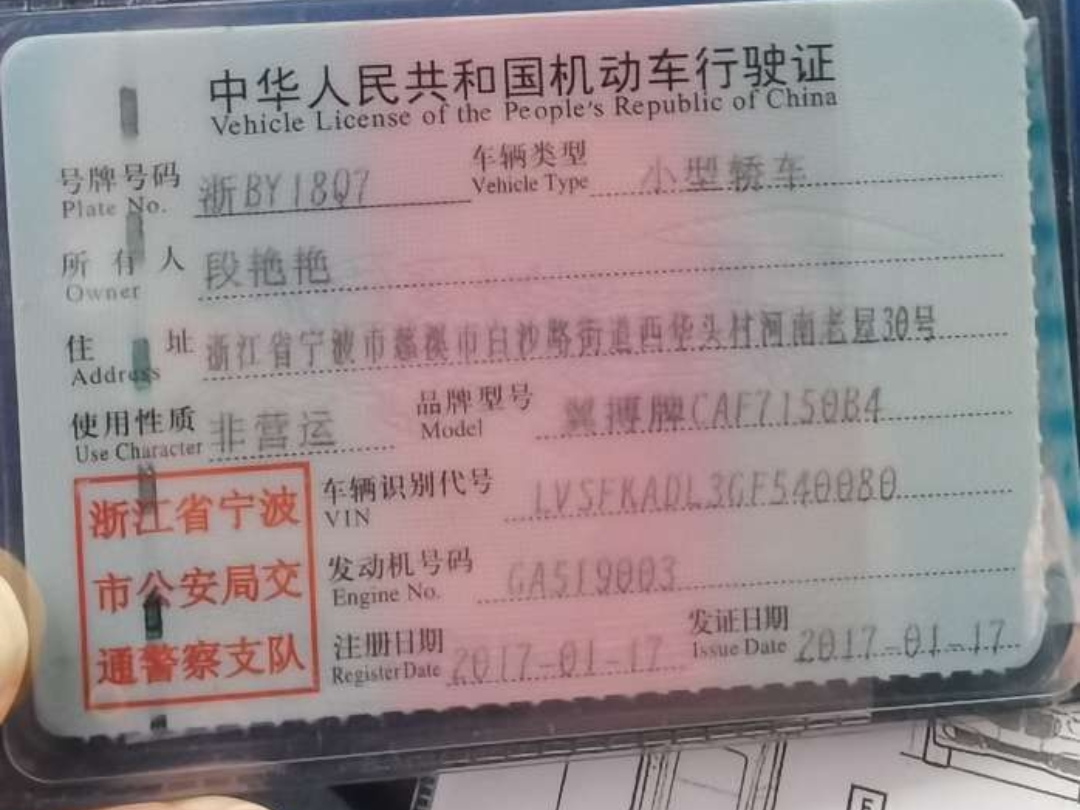 中华人民共和国机动车行驶证
Vehicle License of the People's Republic of China
号牌号码 浙BY18Q7 车辆类型 小型轿车
Plate No. Vehicle Type
所有人 段艳艳
Owner
住址 浙江省宁波市慈溪市白沙路街道西华头村河南老屋30号
Address
使用性质 非营运 品牌型号 翼搏牌CAF7150B4
Use Character Model
浙江省宁波
市公安局交
通警察支队
车辆识别代号 LVSFKADL3GF540080
VIN
发动机号码 GA519003
Engine No.
注册日期 2017-01-17 发证日期 2017-01-17
Register Date Issue Date
E